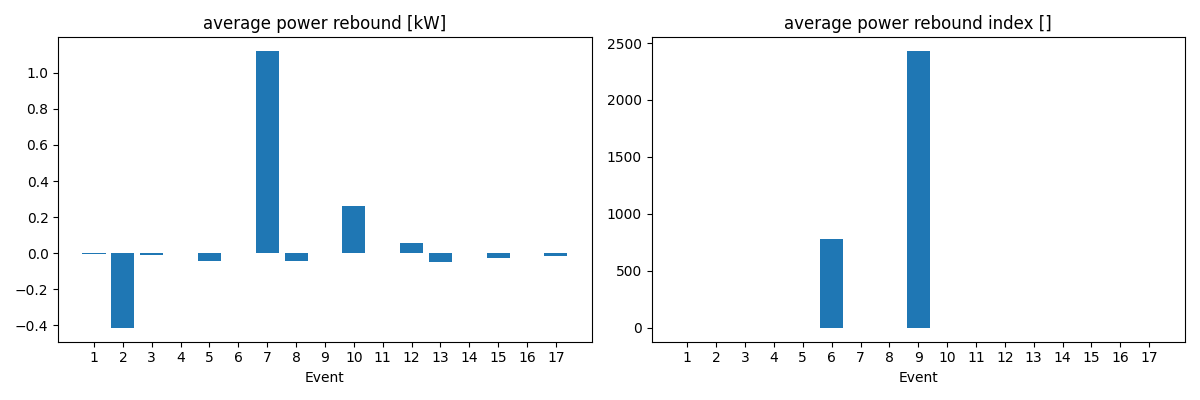 average power rebound [kW]
1.0
0.8
0.6
0.4
0.2
0.0
−0.2
−0.4
1 2 3 4 5 6 7 8 9 10 11 12 13 14 15 16 17
Event
average power rebound index []
2500
2000
1500
1000
500
0
1 2 3 4 5 6 7 8 9 10 11 12 13 14 15 16 17
Event